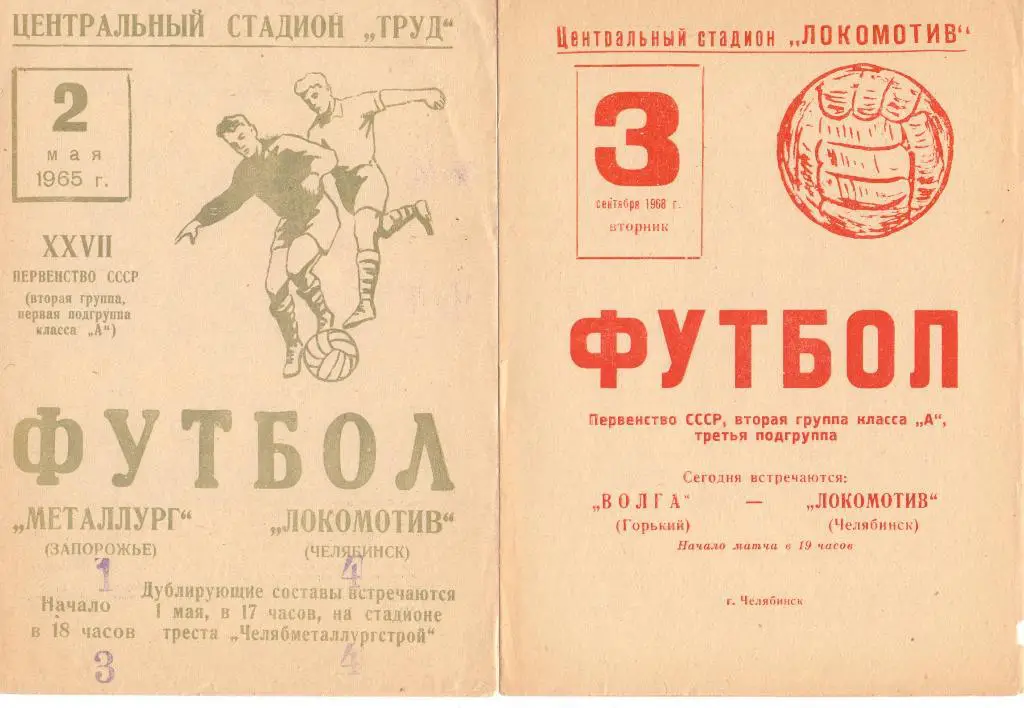 ЦЕНТРАЛЬНЫЙ СТАДИОН „ТРУД“
2
мая
1965 г.
XXVII
ПЕРВЕНСТВО СССР
(вторая группа,
первая подгруппа
класса „А“)
ФУТБОЛ
„МЕТАЛЛУРГ“ „ЛОКОМОТИВ“
(ЗАПОРОЖЬЕ) (ЧЕЛЯБИНСК)
1 4
Начало
в 18 часов
Дублирующие составы встречаются
1 мая, в 17 часов, на стадионе
треста „Челябметаллургстрой“
3 4
Центральный стадион „ЛОКОМОТИВ“
3
сентября 1968 г.
вторник
ФУТБОЛ
Первенство СССР, вторая группа класса „А“,
третья подгруппа
Сегодня встречаются:
„ВОЛГА“ — „ЛОКОМОТИВ“
(Горький) (Челябинск)
Начало матча в 19 часов
г. Челябинск